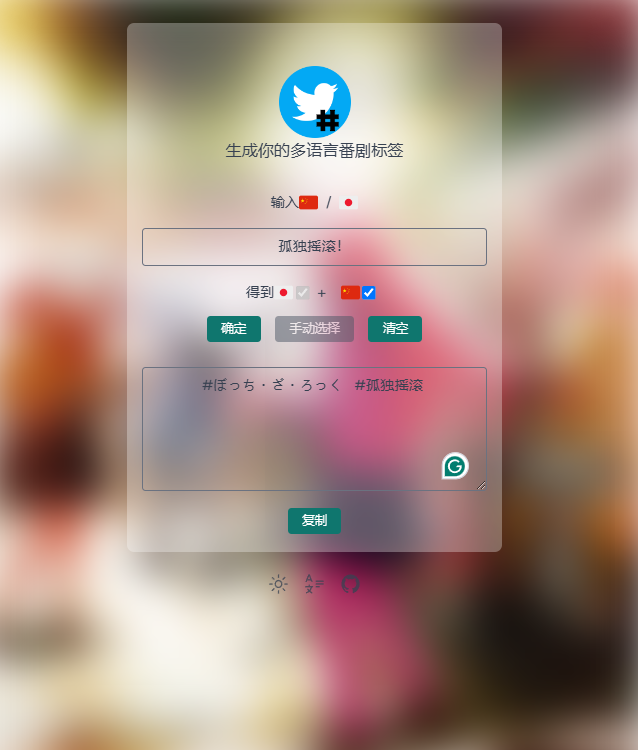 #
生成你的多语言番剧标签
输入 /
孤独摇滚!
得到 +
确定 手动选择 清空
#ぼっち・ざ・ろっく #孤独摇滚
复制